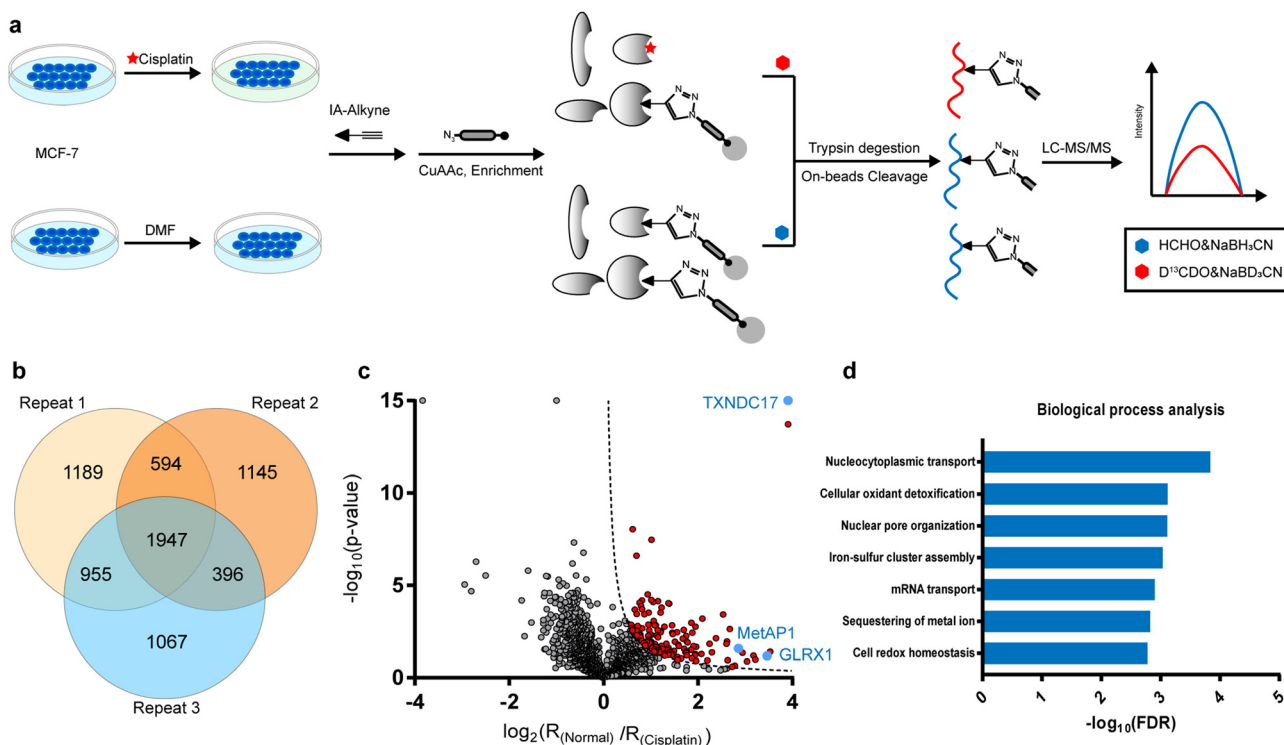 a
Cisplatin
MCF-7
DMF
IA-Alkyne
N₃
CuAAc, Enrichment
N
N
N
N
N
N
N
N
N
Trypsin degestion
On-beads Cleavage
N
N
N
N
N
N
N
N
N
LC-MS/MS
Intensity
HCHO&NaBH₃CN
D¹³CDO&NaBD₃CN
b
Repeat 1
Repeat 2
1189
594
1145
1947
955
396
1067
Repeat 3
c
-log₁₀(p-value)
15
10
5
0
-4
-2
0
2
4
TXNDC17
MetAP1
GLRX1
log₂(R(Normal) /R(Cisplatin))
d
Biological process analysis
Nucleocytoplasmic transport
Cellular oxidant detoxification
Nuclear pore organization
Iron-sulfur cluster assembly
mRNA transport
Sequestering of metal ion
Cell redox homeostasis
0
1
2
3
4
5
-log₁₀(FDR)